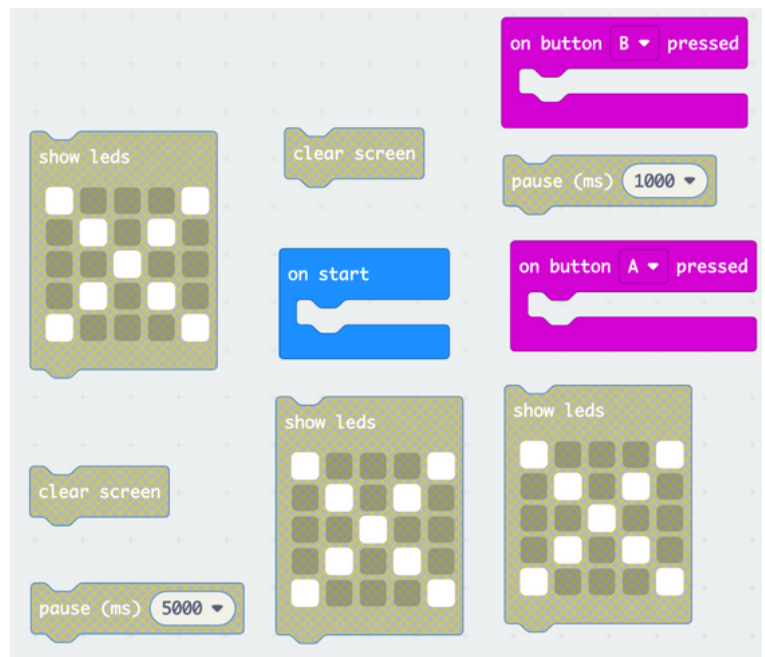 on button B pressed
show leds
clear screen
pause (ms) 1000
on start
on button A pressed
show leds
show leds
clear screen
pause (ms) 5000